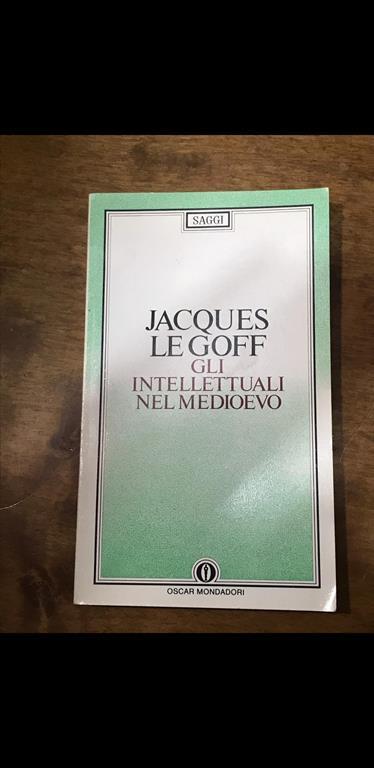 SAGGI
JACQUES
LE GOFF
GLI
INTELLETTUALI
NEL MEDIOEVO
OSCAR MONDADORI